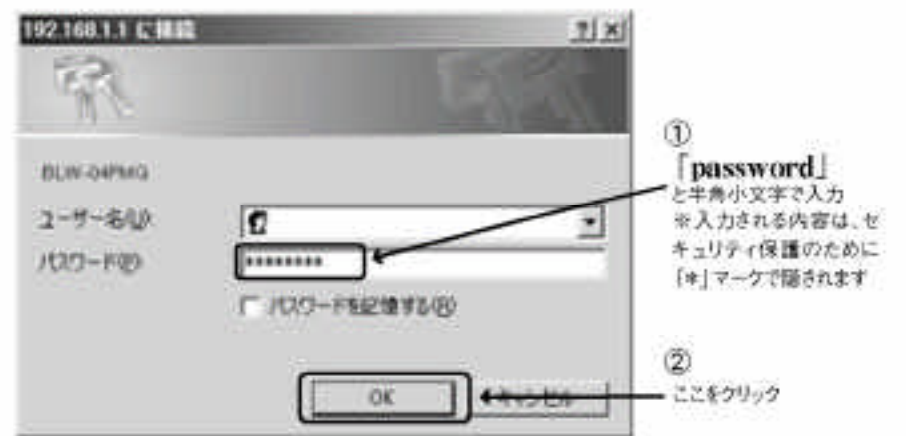 192.168.1.1 に接続
BLW-04PMG
ユーザー名(U)
パスワード(P)
********
パスワードを記憶する(R)
OK
キャンセル
①
「password」
と半角小文字で入力
※入力される内容は、セ
キュリティ保護のために
「*」マークで隠されます
②
ここをクリック